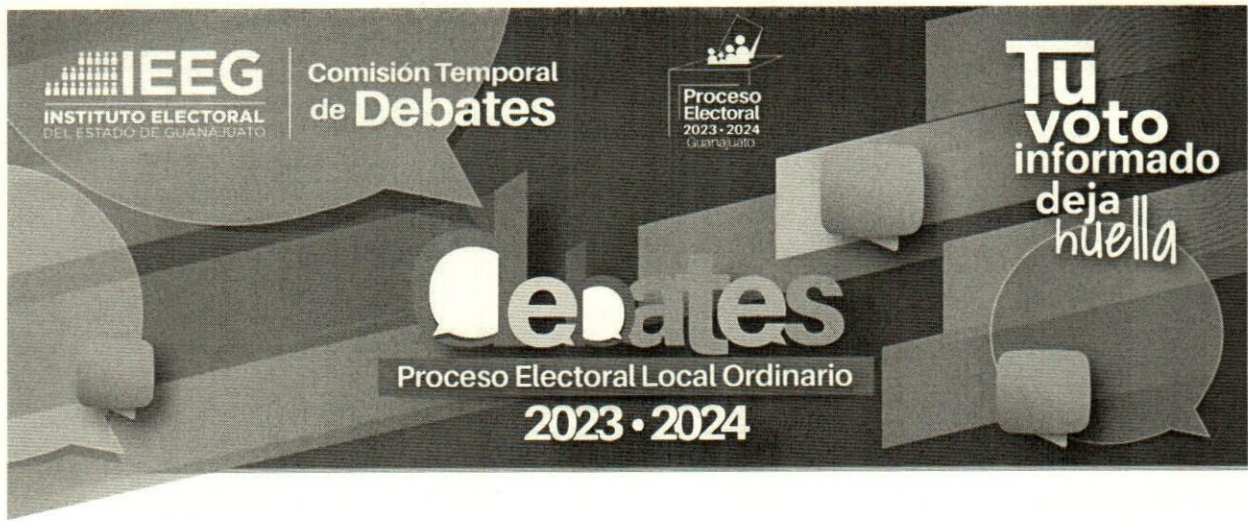 IEEG
INSTITUTO ELECTORAL
DEL ESTADO DE GUANAJUATO
Comisión Temporal
de Debates
Proceso
Electoral
2023•2024
Guanajuato
Tu
voto
informado
deja
huella
debates
Proceso Electoral Local Ordinario
2023•2024